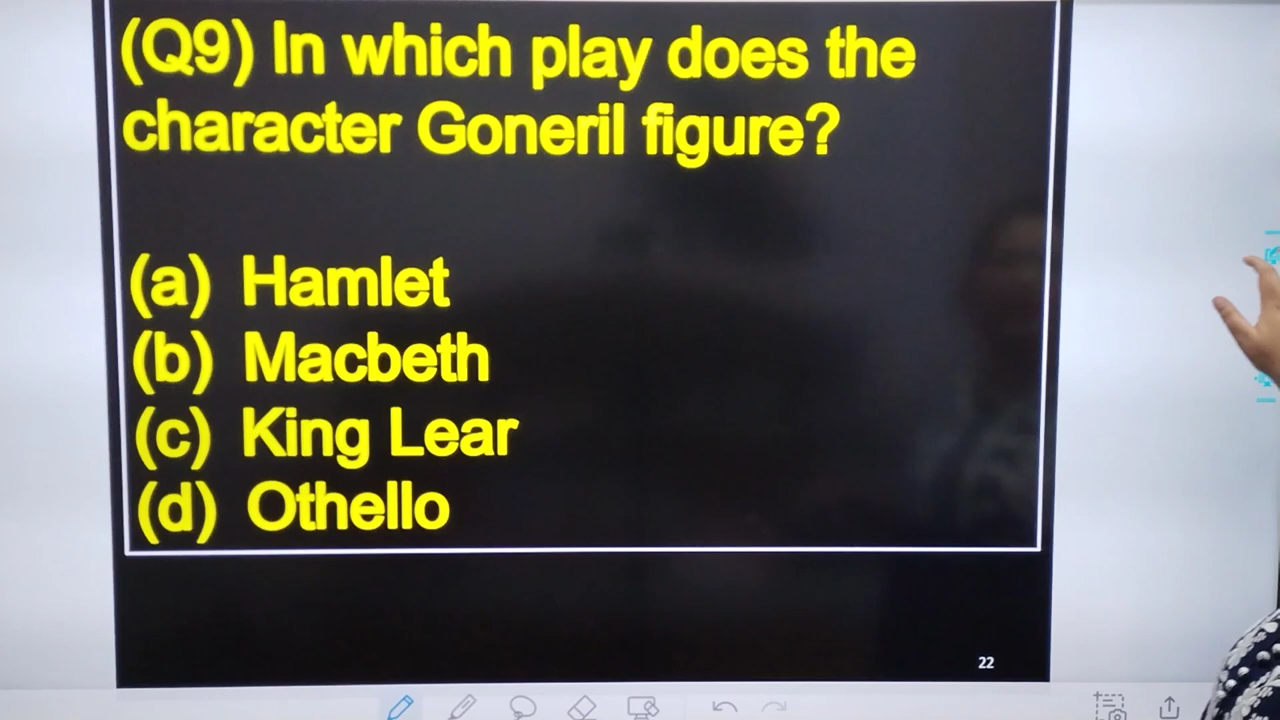 (Q9) In which play does the
character Goneril figure?
(a) Hamlet
(b) Macbeth
(c) King Lear
(d) Othello
22